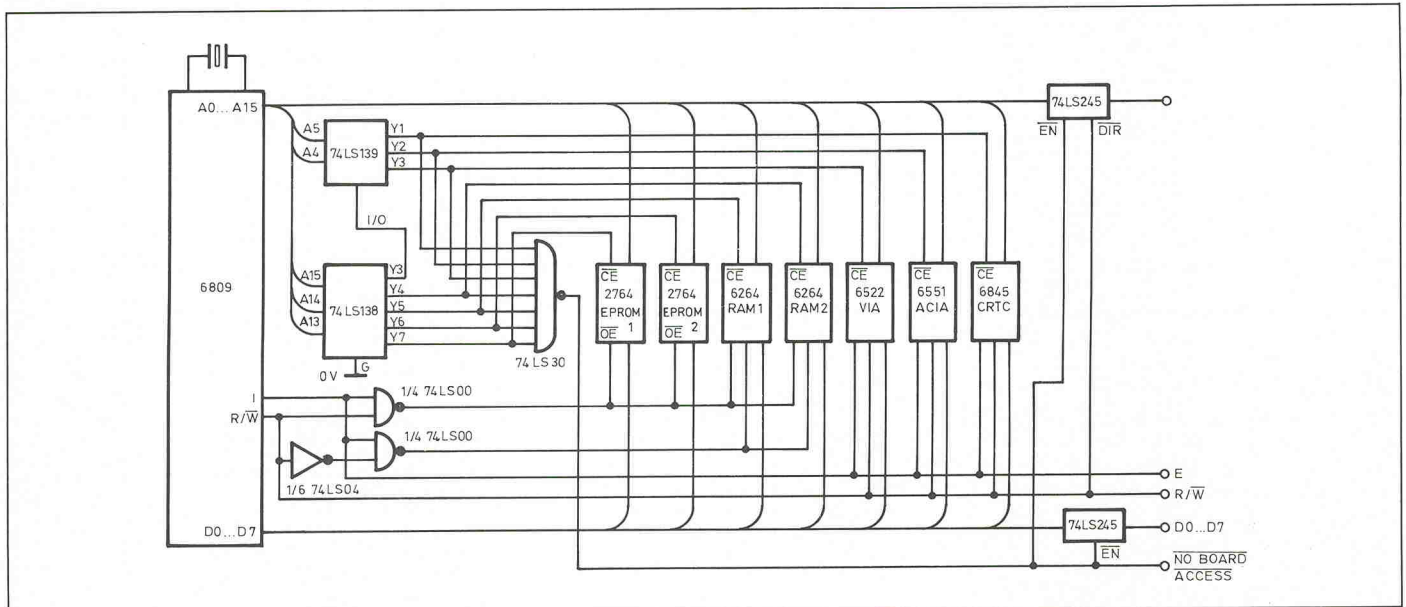 A0...A15
A5
A4
74LS139
Y1
Y2
Y3
I/O
6809
A15
A14
A13
74LS138
Y3
Y4
Y5
Y6
Y7
G
0V
74LS30
I
R/W
1/4 74LS00
1/4 74LS00
1/6 74LS04
D0...D7
CE
2764
EPROM
1
OE
CE
2764
EPROM
2
OE
CE
6264
RAM1
CE
6264
RAM2
CE
6522
VIA
CE
6551
ACIA
CE
6845
CRTC
74LS245
EN
DIR
E
R/W
74LS245
D0...D7
EN
NO BOARD
ACCESS